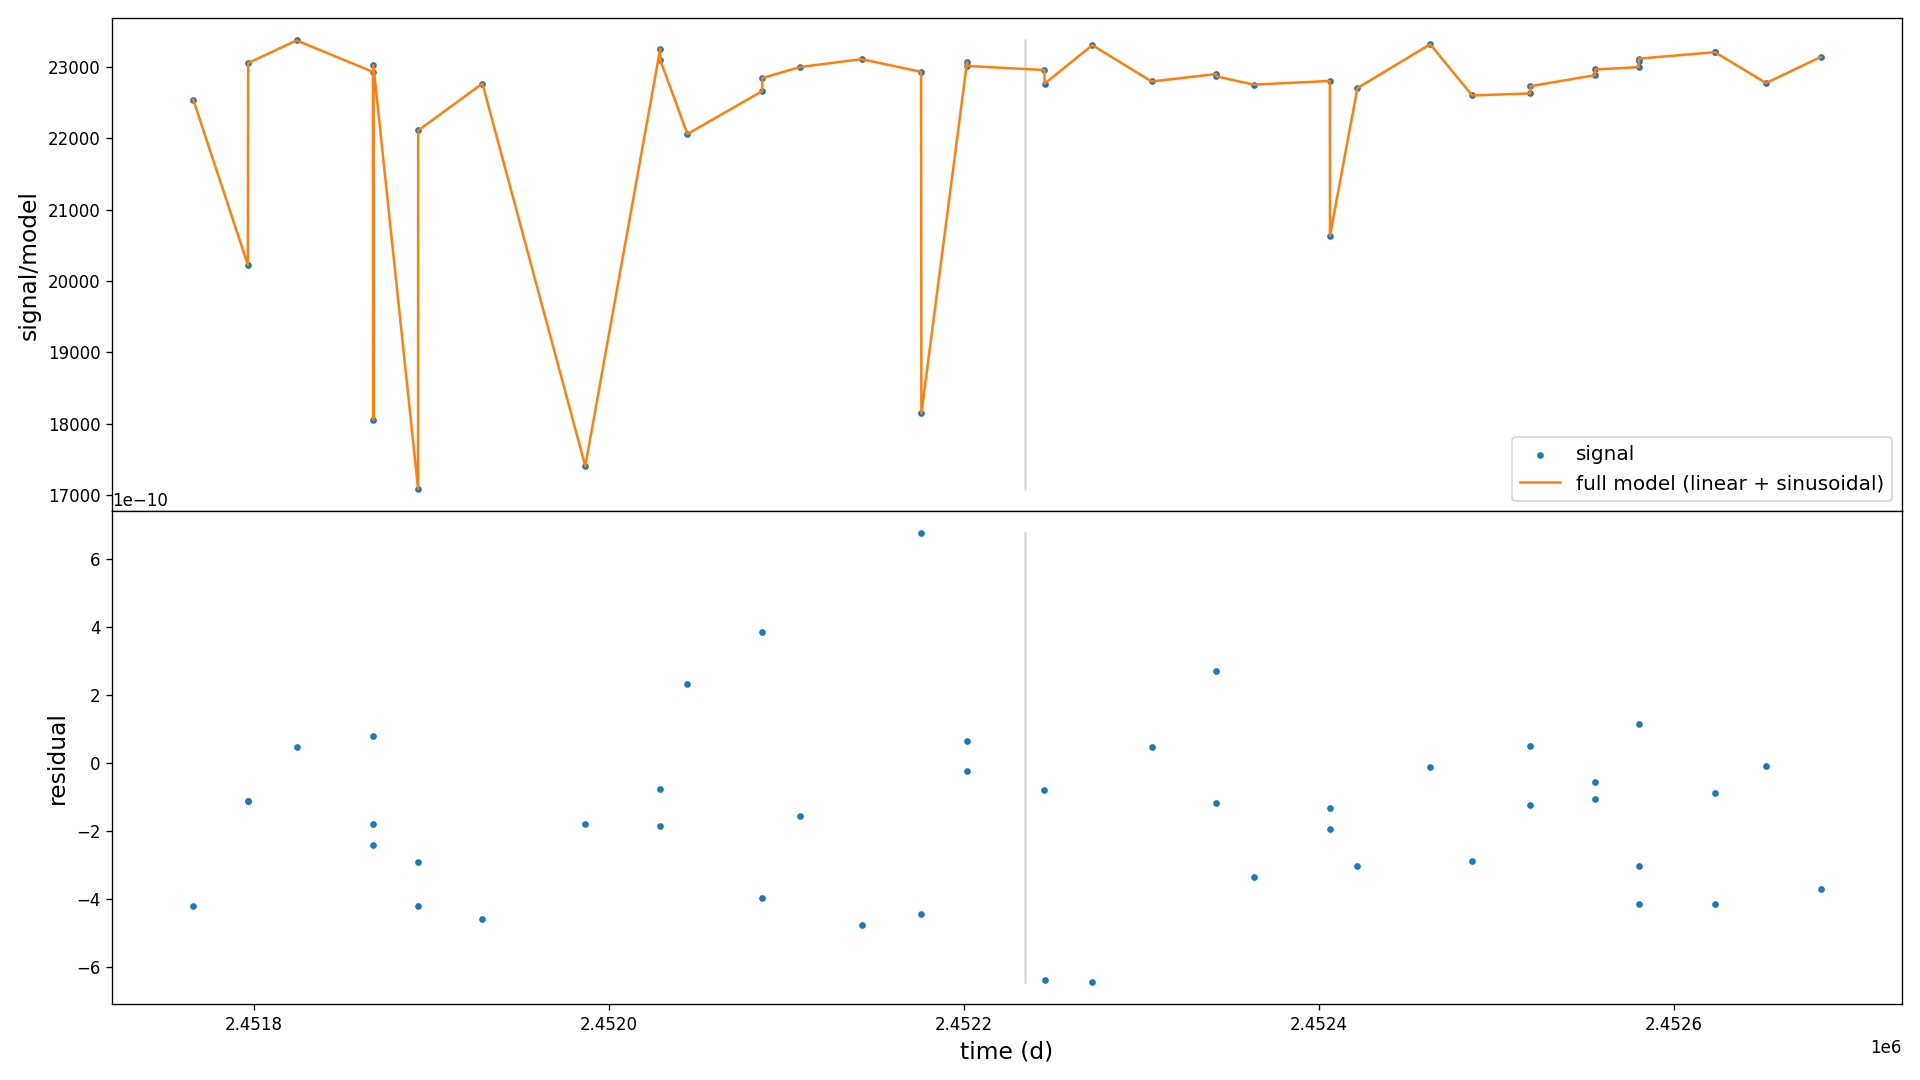 signal/model
23000
22000
21000
20000
19000
18000
17000
signal
full model (linear + sinusoidal)
1e−10
residual
6
4
2
0
−2
−4
−6
2.4518
2.4520
2.4522
2.4524
2.4526
time (d)
1e6